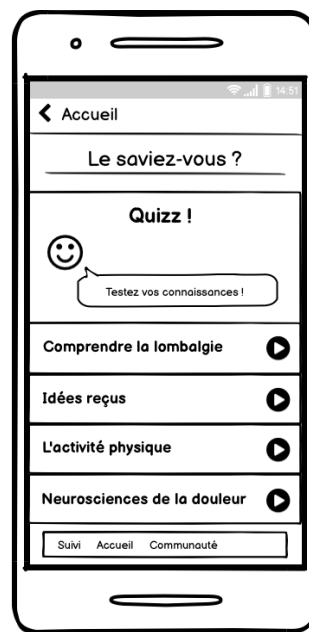 14:51
Accueil
Le saviez-vous ?
Quizz !
Testez vos connaissances !
Comprendre la lombalgie
Idées reçus
L'activité physique
Neurosciences de la douleur
Suivi Accueil Communauté